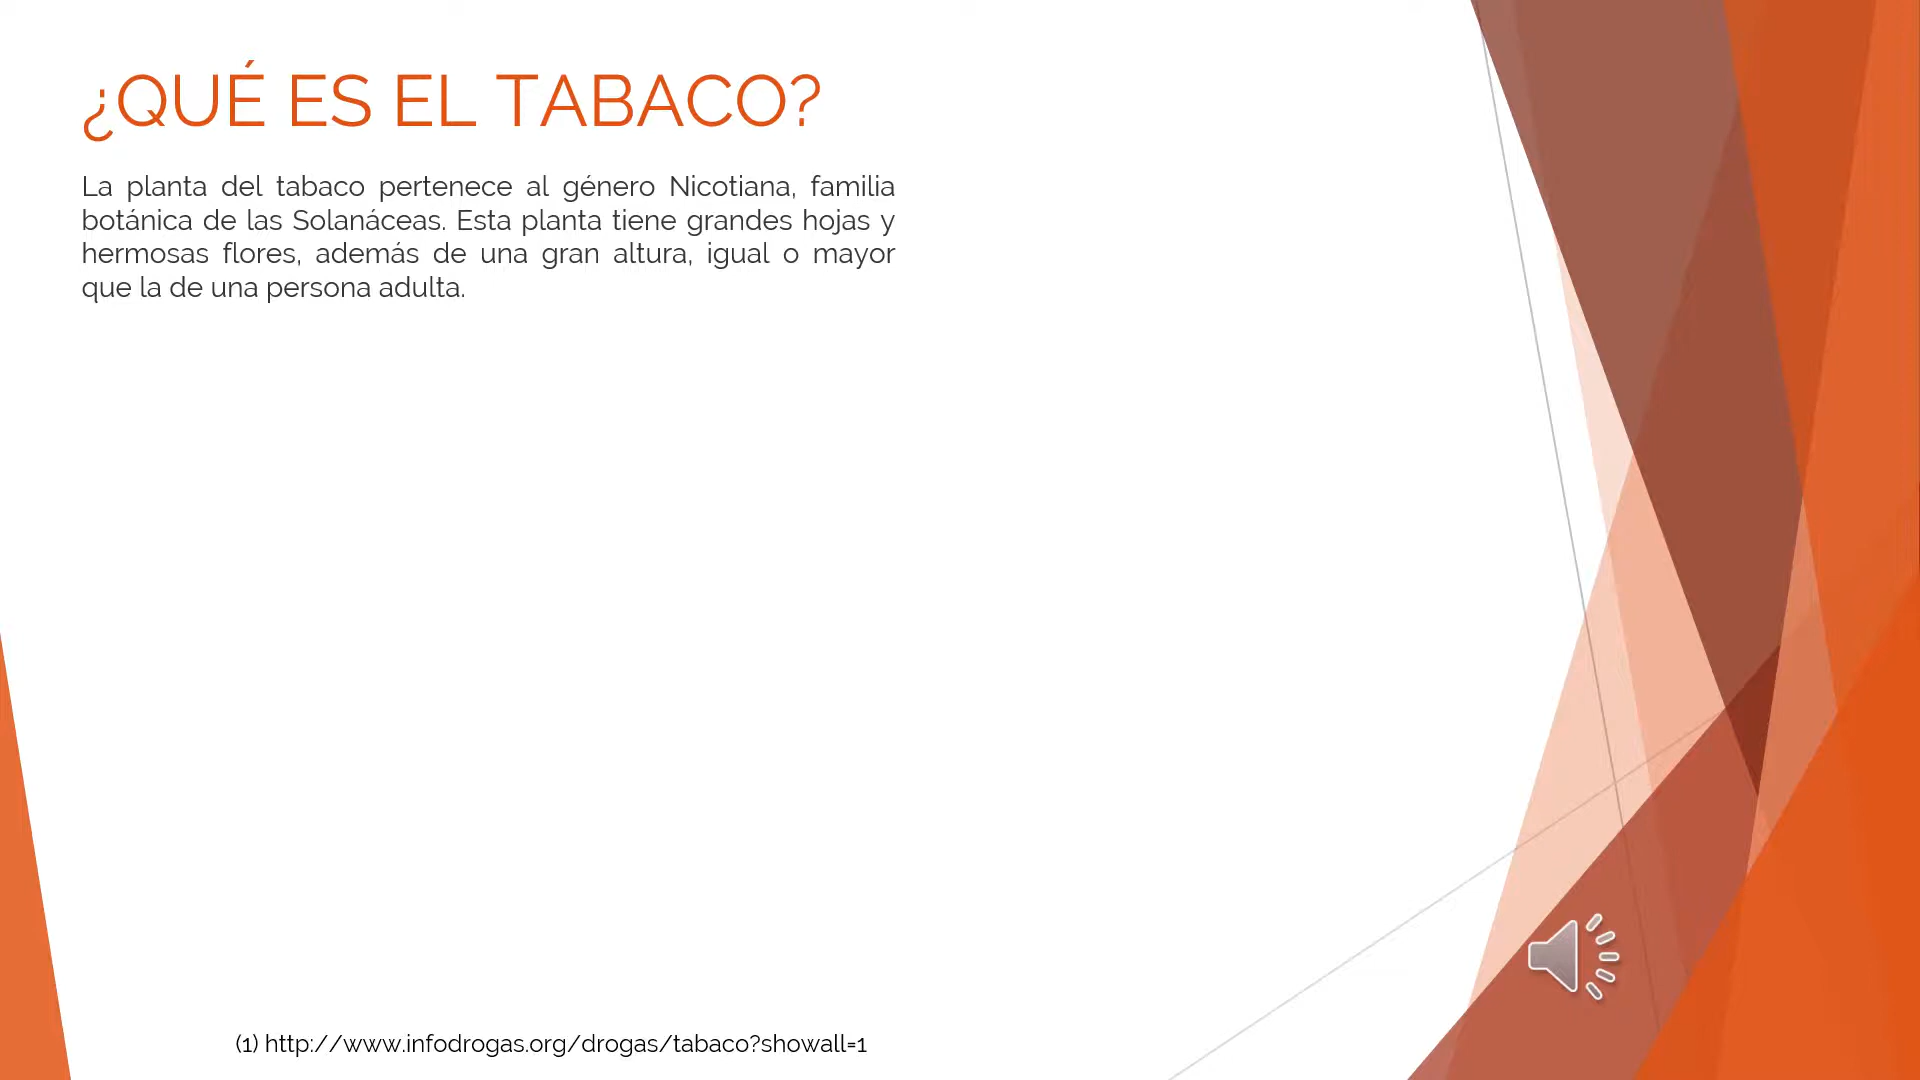 ¿QUÉ ES EL TABACO?
La planta del tabaco pertenece al género Nicotiana, familia
botánica de las Solanáceas. Esta planta tiene grandes hojas y
hermosas flores, además de una gran altura, igual o mayor
que la de una persona adulta.
(1) http://www.infodrogas.org/drogas/tabaco?showall=1